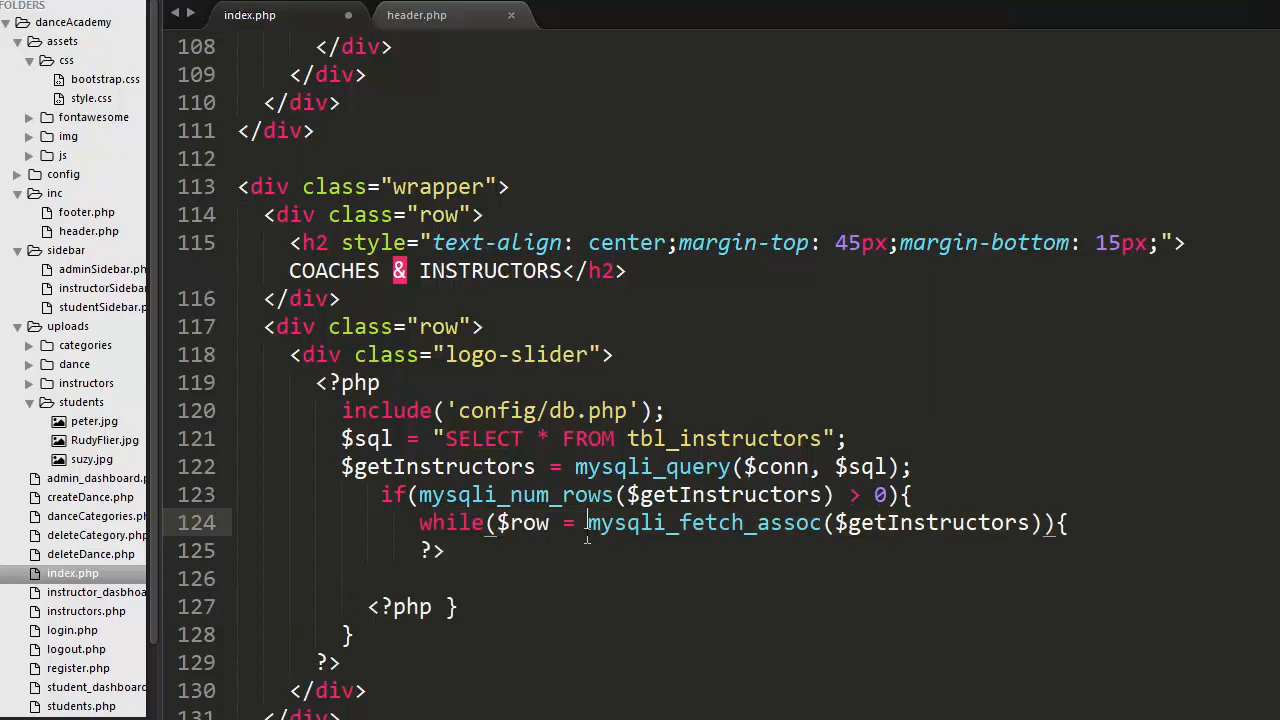 FOLDERS
danceAcademy
assets
css
bootstrap.css
style.css
fontawesome
img
js
config
inc
footer.php
header.php
sidebar
adminSidebar.ph
instructorSidebar
studentSidebar.p
uploads
categories
dance
instructors
students
peter.jpg
RudyFlier.jpg
suzy.jpg
admin_dashboard.
createDance.php
danceCategories.php
deleteCategory.php
deleteDance.php
index.php
instructor_dasbhoa
instructors.php
login.php
logout.php
register.php
student_dashboard
students.php
index.php
header.php
108 </div>
109 </div>
110 </div>
111 </div>
112
113 <div class="wrapper">
114 <div class="row">
115 <h2 style="text-align: center;margin-top: 45px;margin-bottom: 15px;">
COACHES & INSTRUCTORS</h2>
116 </div>
117 <div class="row">
118 <div class="logo-slider">
119 <?php
120 include('config/db.php');
121 $sql = "SELECT * FROM tbl_instructors";
122 $getInstructors = mysqli_query($conn, $sql);
123 if(mysqli_num_rows($getInstructors) > 0){
124 while($row = mysqli_fetch_assoc($getInstructors)){
125 ?>
126
127 <?php }
128 }
129 ?>
130 </div>
131 </div>